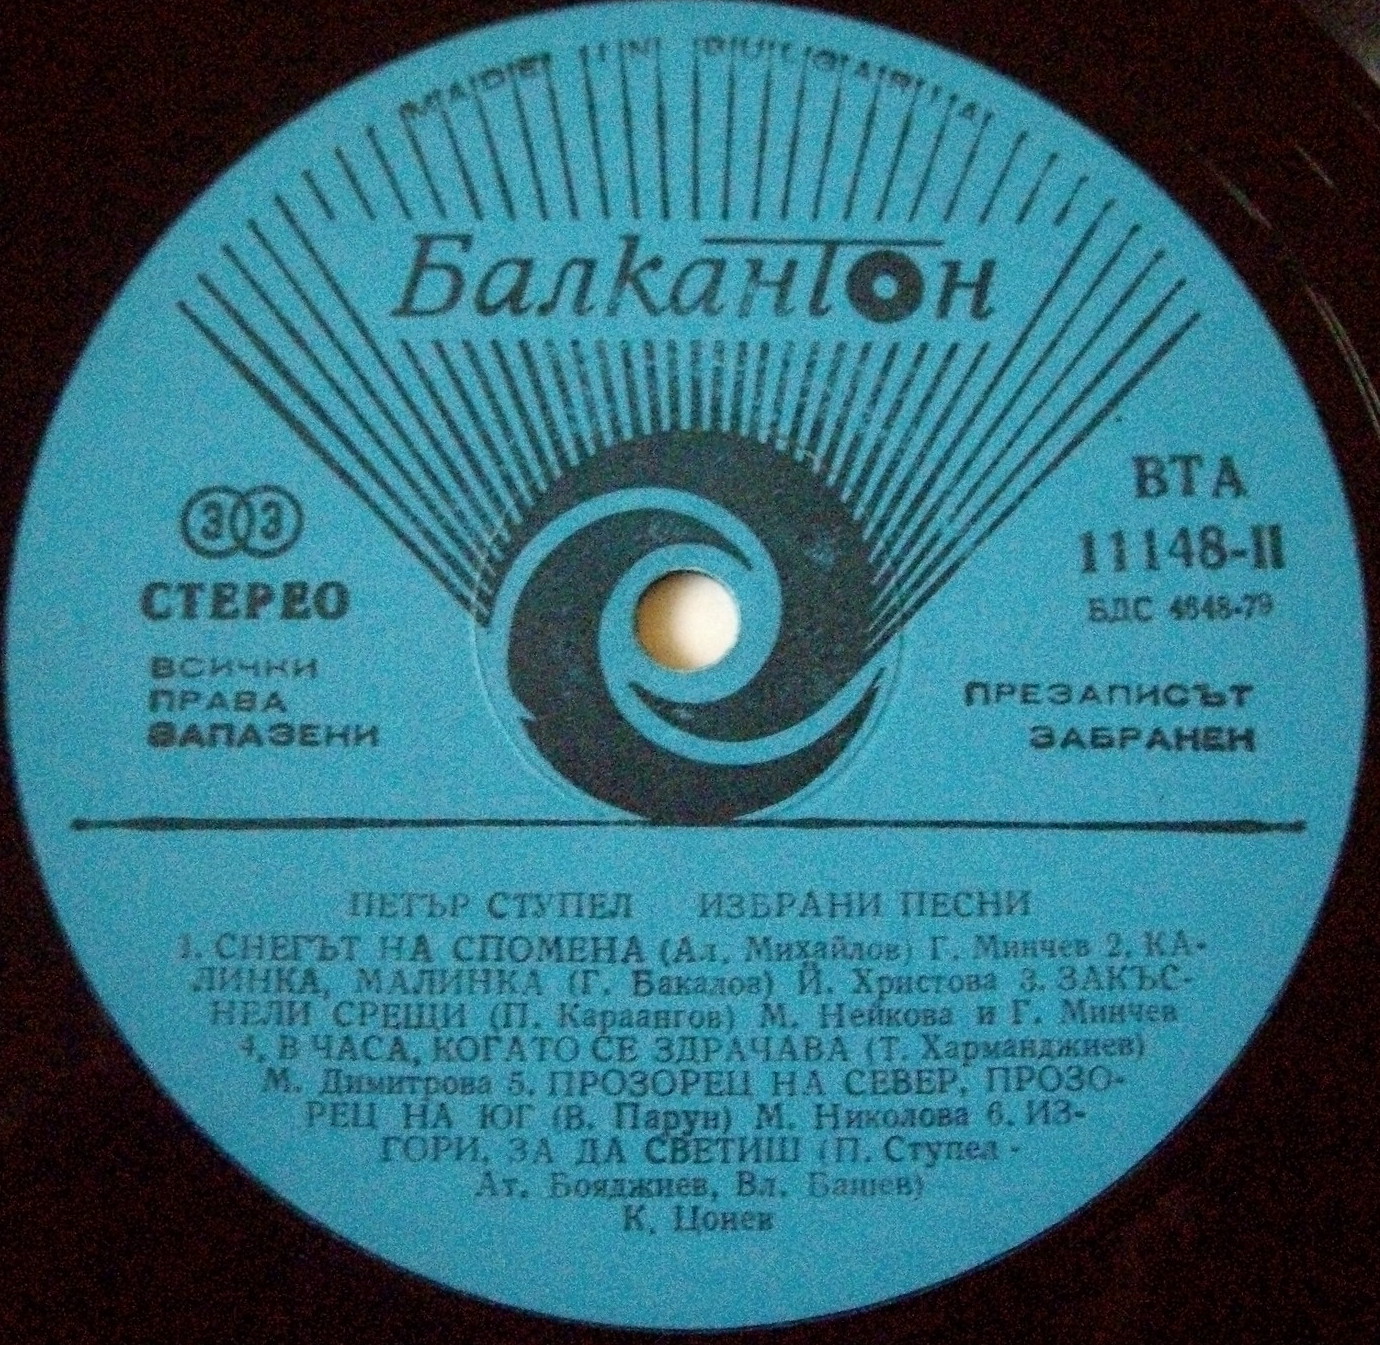 MADE IN BULGARIA
Балкантон
33
СТЕРЕО
ВСИЧКИ
ПРАВА
ЗАПАЗЕНИ
ВТА
11148-II
БДС 4648-79
ПРЕЗАПИСЪТ
ЗАБРАНЕН
ПЕТЪР СТУПЕЛ ИЗБРАНИ ПЕСНИ
1. СНЕГЪТ НА СПОМЕНА (Ал. Михайлов) Г. Минчев 2. КА-
ЛИНКА, МАЛИНКА (Г. Бакалов) Й. Христова 3. ЗАКЪС-
НЕЛИ СРЕЩИ (П. Караангов) М. Нейкова и Г. Минчев
4. В ЧАСА, КОГАТО СЕ ЗДРАЧАВА (Т. Харманджиев)
М. Димитрова 5. ПРОЗОРЕЦ НА СЕВЕР, ПРОЗО-
РЕЦ НА ЮГ (В. Парун) М. Николова 6. ИЗ-
ГОРИ, ЗА ДА СВЕТИШ (П. Ступел -
Ат. Бояджиев, Вл. Башев)
К. Цонев